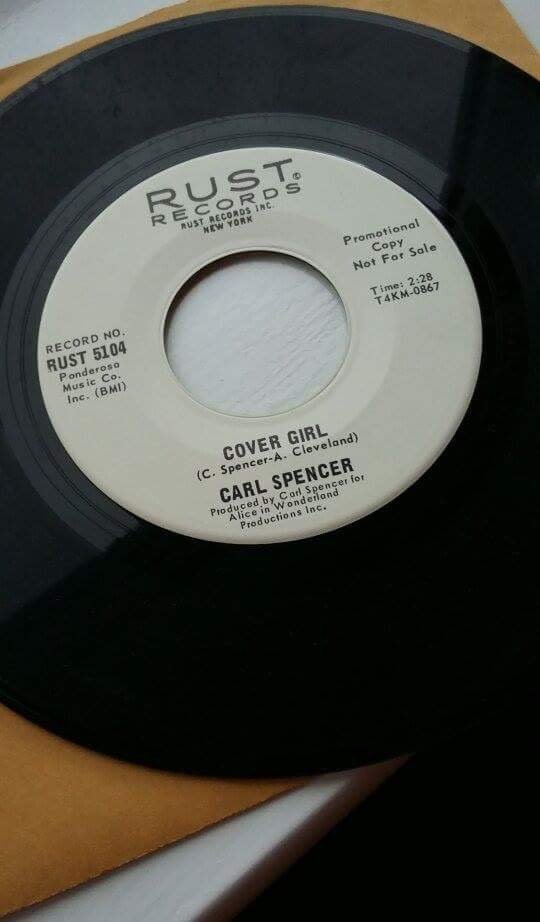 RUST®
RECORDS
RUST RECORDS INC.
NEW YORK
Promotional
Copy
Not For Sale
Time: 2:28
T4KM-0867
RECORD NO.
RUST 5104
Ponderosa
Music Co.
Inc. (BMI)
COVER GIRL
(C. Spencer-A. Cleveland)
CARL SPENCER
Produced by Carl Spencer for
Alice in Wonderland
Productions Inc.